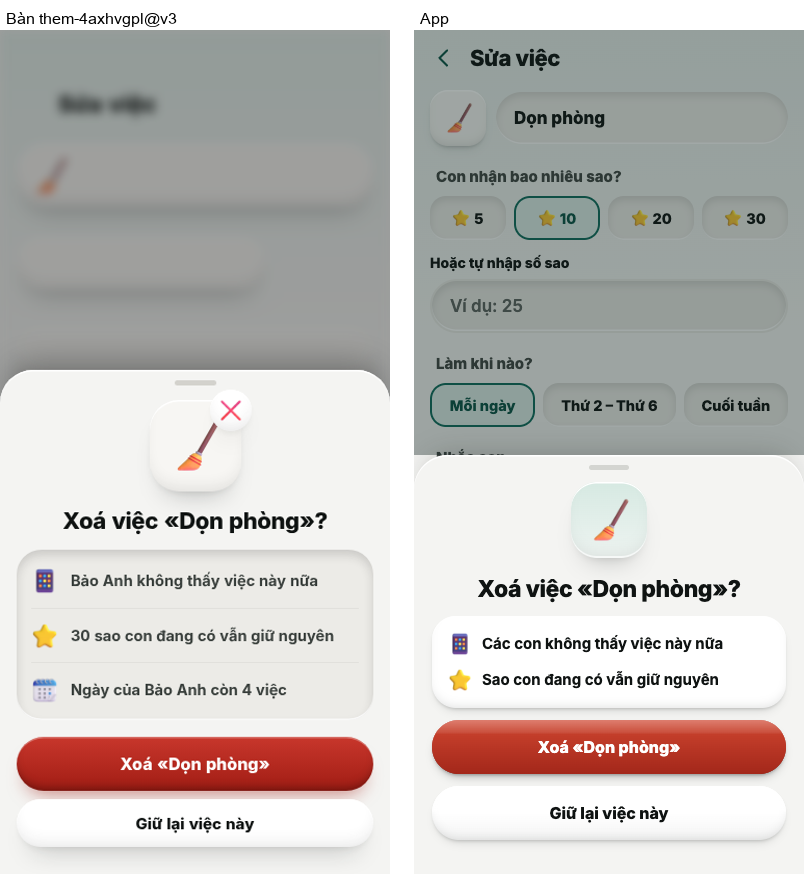 Bản them-4axhvgpl@v3
Sửa việc
Xoá việc «Dọn phòng»?
Bảo Anh không thấy việc này nữa
30 sao con đang có vẫn giữ nguyên
Ngày của Bảo Anh còn 4 việc
Xoá «Dọn phòng»
Giữ lại việc này
App
Sửa việc
Dọn phòng
Con nhận bao nhiêu sao?
5
10
20
30
Hoặc tự nhập số sao
Ví dụ: 25
Làm khi nào?
Mỗi ngày
Thứ 2 – Thứ 6
Cuối tuần
Xoá việc «Dọn phòng»?
Các con không thấy việc này nữa
Sao con đang có vẫn giữ nguyên
Xoá «Dọn phòng»
Giữ lại việc này